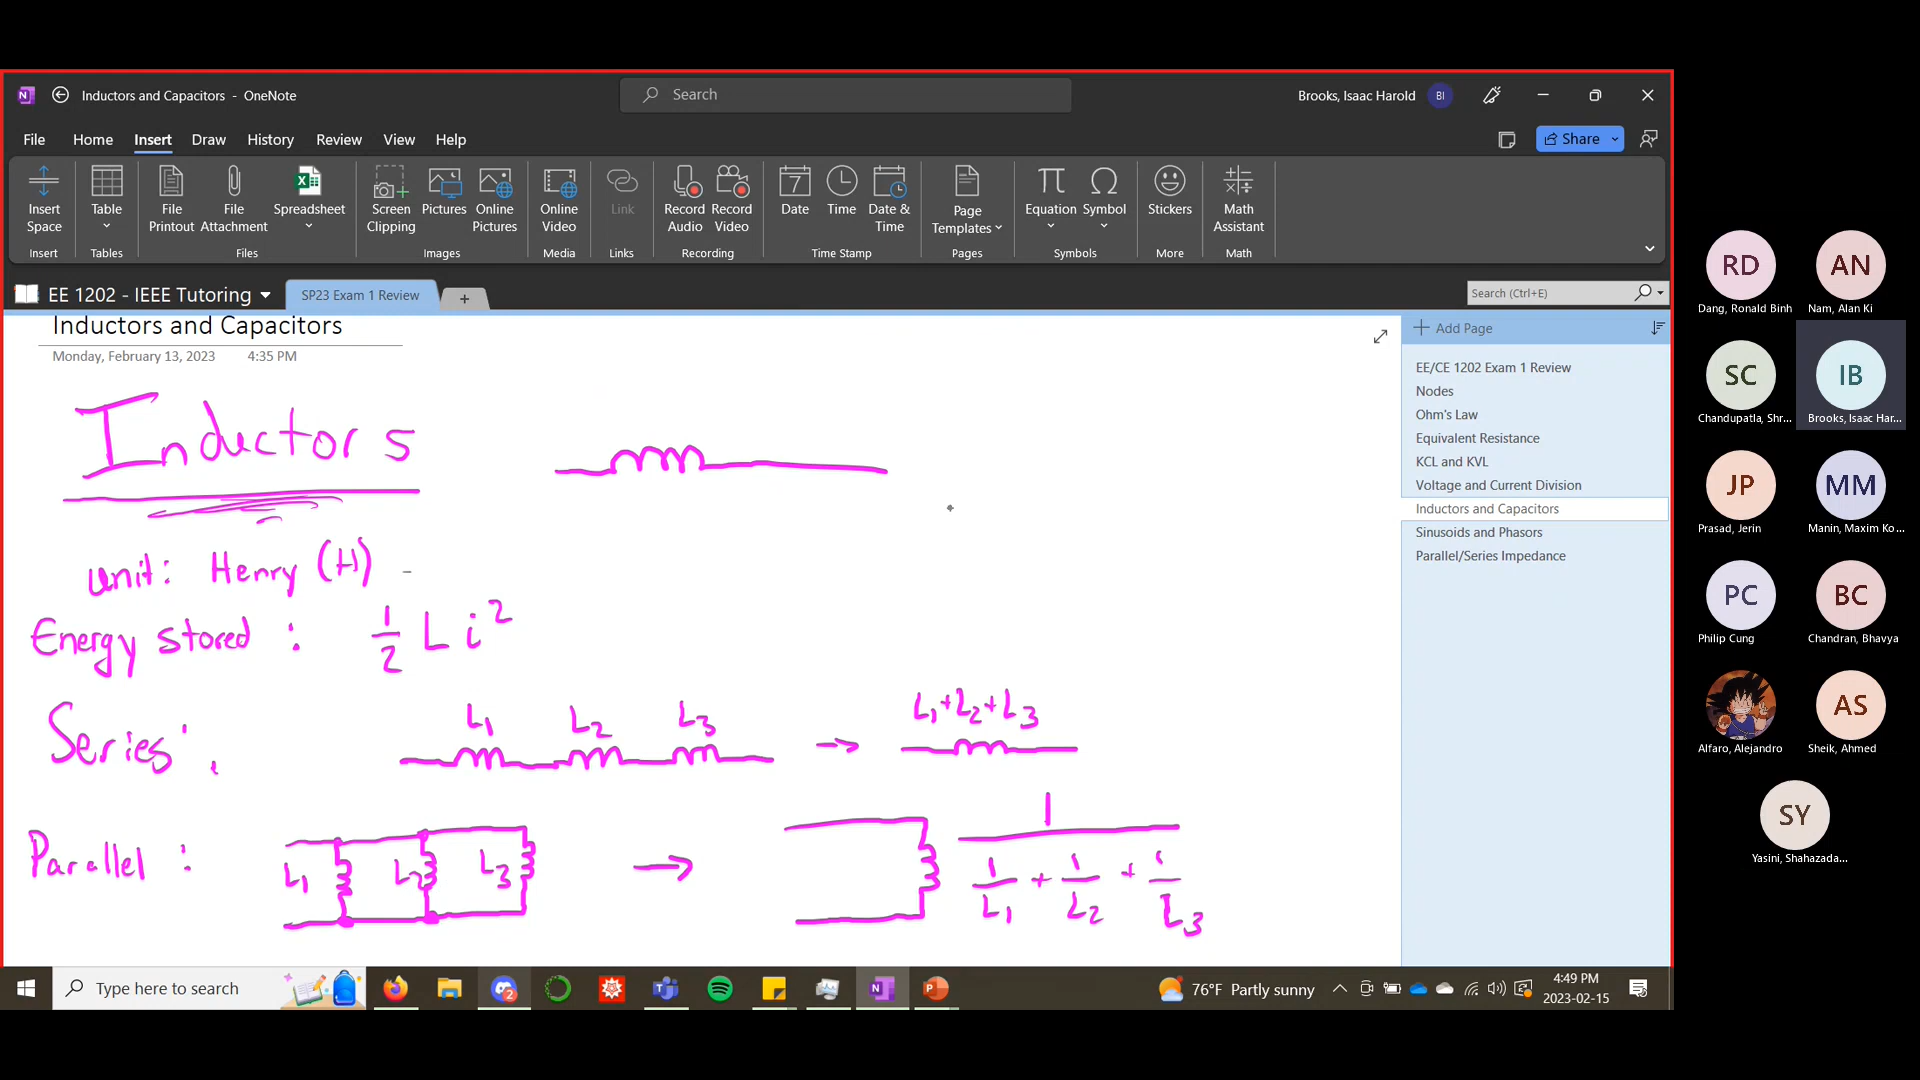 Inductors and Capacitors - OneNote
Search
Brooks, Isaac Harold
BI
File Home Insert Draw History Review View Help
Share
Insert Space
Table
File Printout
File Attachment
Spreadsheet
Screen Clipping
Pictures
Online Pictures
Online Video
Link
Record Audio
Record Video
Date
Time
Date & Time
Page Templates
Equation
Symbol
Stickers
Math Assistant
Insert Tables Files Images Media Links Recording Time Stamp Pages Symbols More Math
EE 1202 - IEEE Tutoring
SP23 Exam 1 Review
+
Search (Ctrl+E)
Inductors and Capacitors
Monday, February 13, 2023 4:35 PM
Inductors
unit: Henry (H) -
Energy stored : 1/2 L i²
Series: L1 L2 L3 → L1+L2+L3
Parallel : L1 L2 L3 → 1 / (1/L1 + 1/L2 + 1/L3)
Add Page
EE/CE 1202 Exam 1 Review
Nodes
Ohm's Law
Equivalent Resistance
KCL and KVL
Voltage and Current Division
Inductors and Capacitors
Sinusoids and Phasors
Parallel/Series Impedance
RD
Dang, Ronald Binh
AN
Nam, Alan Ki
SC
Chandupatla, Shr...
IB
Brooks, Isaac Har...
JP
Prasad, Jerin
MM
Manin, Maxim Ko...
PC
Philip Cung
BC
Chandran, Bhavya
Alfaro, Alejandro
AS
Sheik, Ahmed
SY
Yasini, Shahazada...
Type here to search
76°F Partly sunny
4:49 PM
2023-02-15